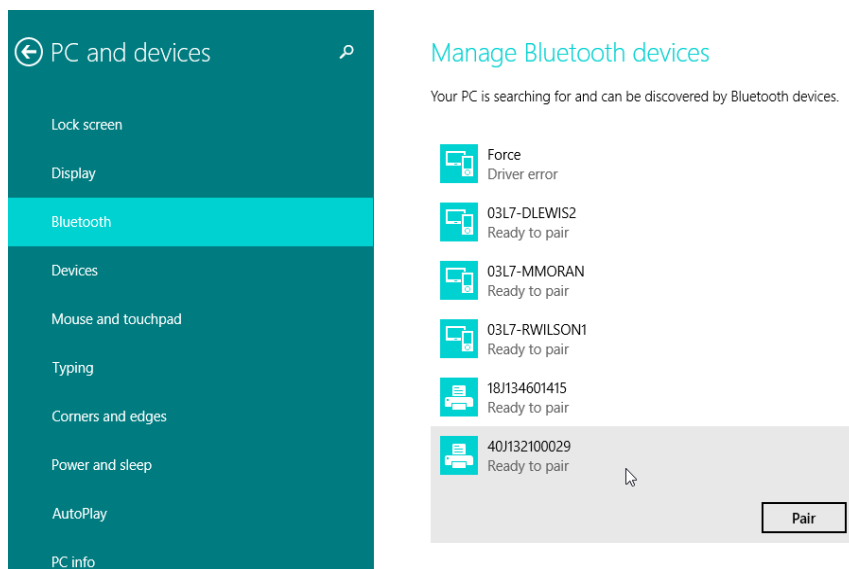 PC and devices
Lock screen
Display
Bluetooth
Devices
Mouse and touchpad
Typing
Corners and edges
Power and sleep
AutoPlay
PC info
Manage Bluetooth devices
Your PC is searching for and can be discovered by Bluetooth devices.
Force
Driver error
03L7-DLEWIS2
Ready to pair
03L7-MMORAN
Ready to pair
03L7-RWILSON1
Ready to pair
18J134601415
Ready to pair
40J132100029
Ready to pair
Pair